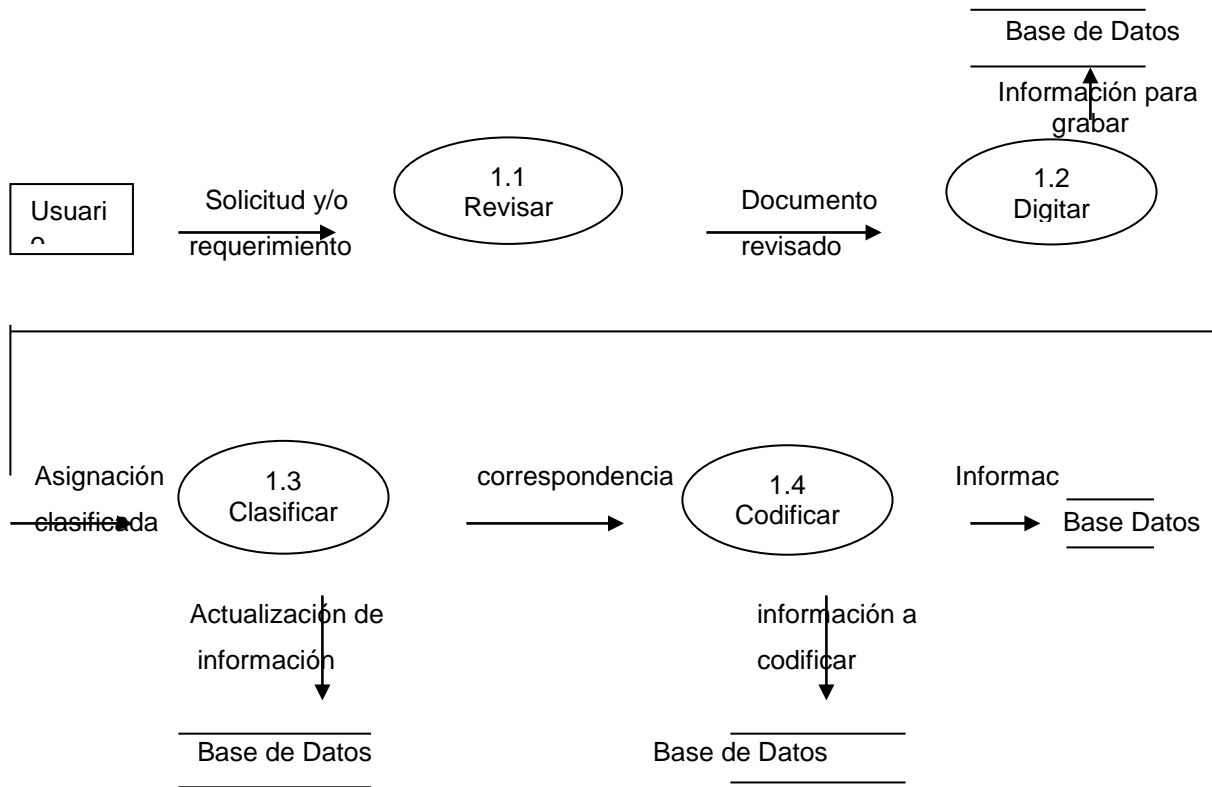 Base de Datos
Información para
grabar
Usuari
o
Solicitud y/o
requerimiento
1.1
Revisar
Documento
revisado
1.2
Digitar
Asignación
clasificada
1.3
Clasificar
correspondencia
1.4
Codificar
Informac
Base Datos
Actualización de
información
información a
codificar
Base de Datos
Base de Datos